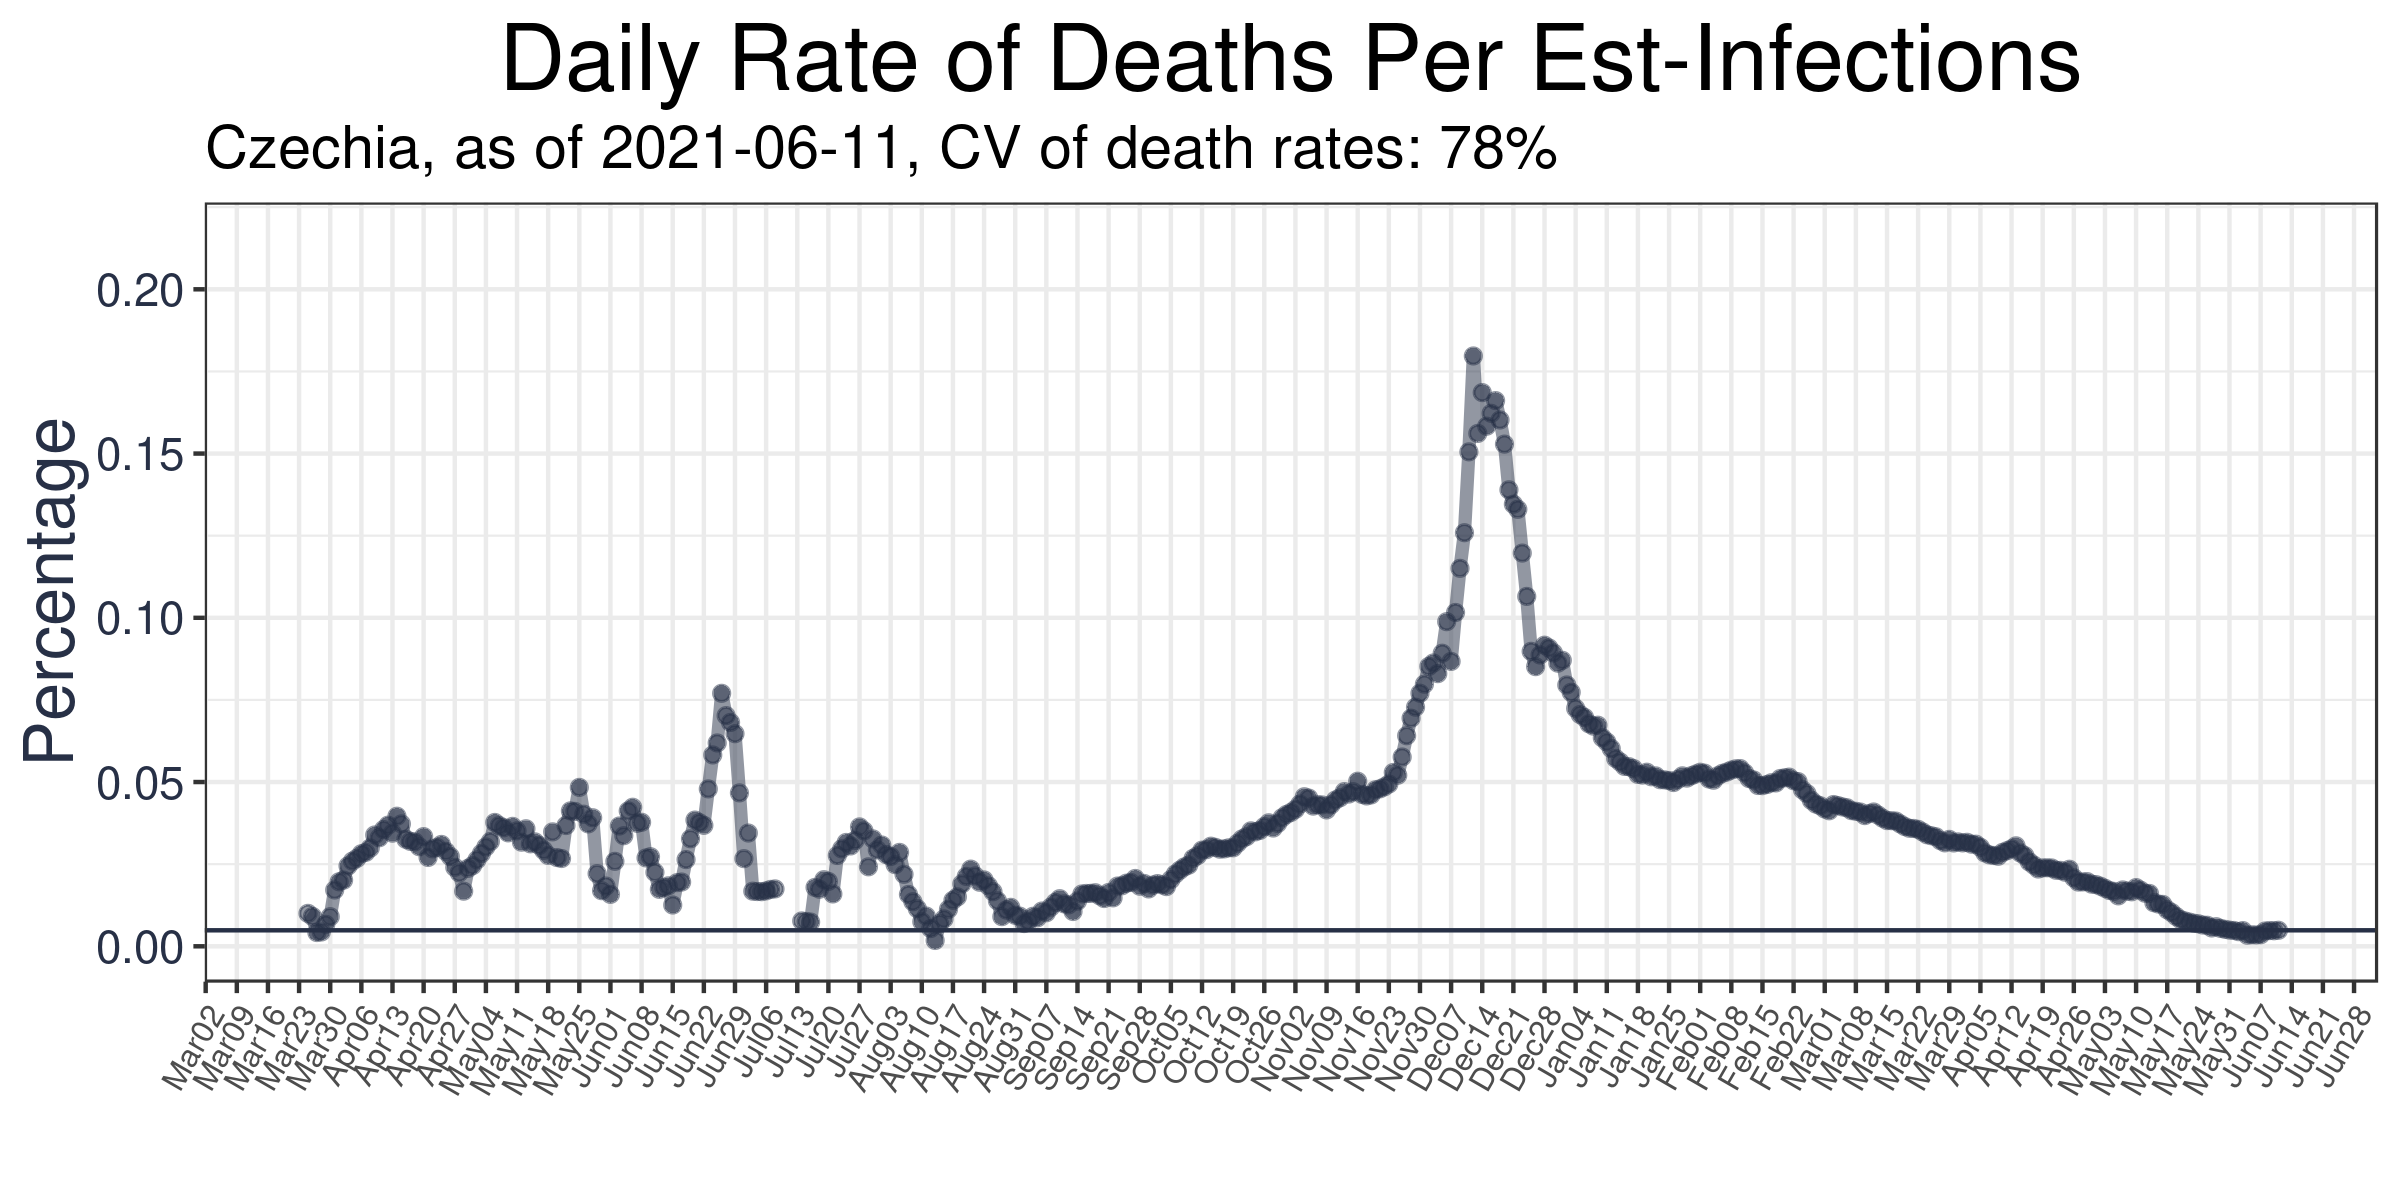 Daily Rate of Deaths Per Est-Infections
Czechia, as of 2021-06-11, CV of death rates: 78%
Percentage
0.20
0.15
0.10
0.05
0.00
Mar02
Mar09
Mar16
Mar23
Mar30
Apr06
Apr13
Apr20
Apr27
May04
May11
May18
May25
Jun01
Jun08
Jun15
Jun22
Jun29
Jul06
Jul13
Jul20
Jul27
Aug03
Aug10
Aug17
Aug24
Aug31
Sep07
Sep14
Sep21
Sep28
Oct05
Oct12
Oct19
Oct26
Nov02
Nov09
Nov16
Nov23
Nov30
Dec07
Dec14
Dec21
Dec28
Jan04
Jan11
Jan18
Jan25
Feb01
Feb08
Feb15
Feb22
Mar01
Mar08
Mar15
Mar22
Mar29
Apr05
Apr12
Apr19
Apr26
May03
May10
May17
May24
May31
Jun07
Jun14
Jun21
Jun28